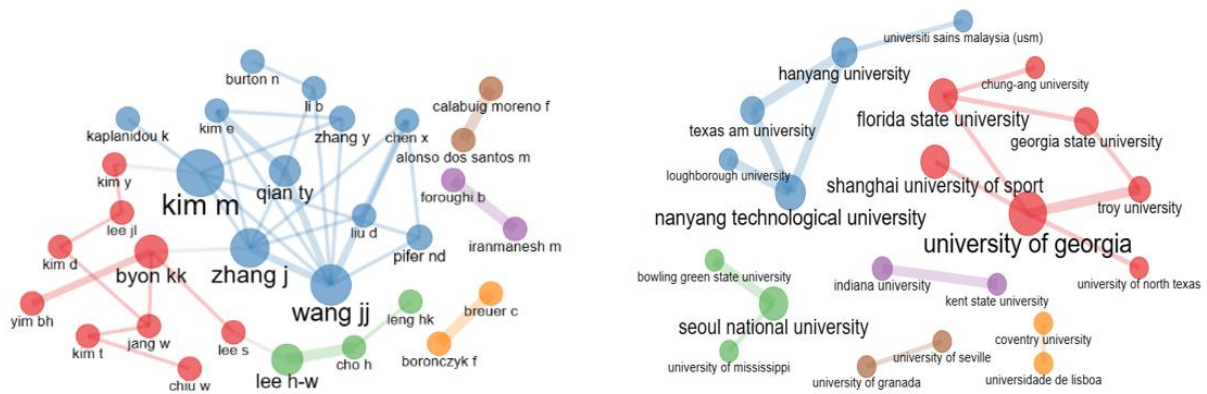 burton n
li b
calabuig moreno f
kaplanidou k
kim e
zhang y
chen x
alonso dos santos m
kim y
kim m
qian ty
foroughi b
lee jl
liu d
iranmanesh m
kim d
byon kk
zhang j
pifer nd
yim bh
wang jj
leng hk
breuer c
kim t
jang w
lee s
cho h
boronczyk f
chiu w
lee h-w
universiti sains malaysia (usm)
hanyang university
chung-ang university
texas am university
florida state university
georgia state university
loughborough university
shanghai university of sport
nanyang technological university
troy university
university of georgia
bowling green state university
indiana university
university of north texas
kent state university
seoul national university
coventry university
university of mississippi
university of seville
university of granada
universidade de lisboa